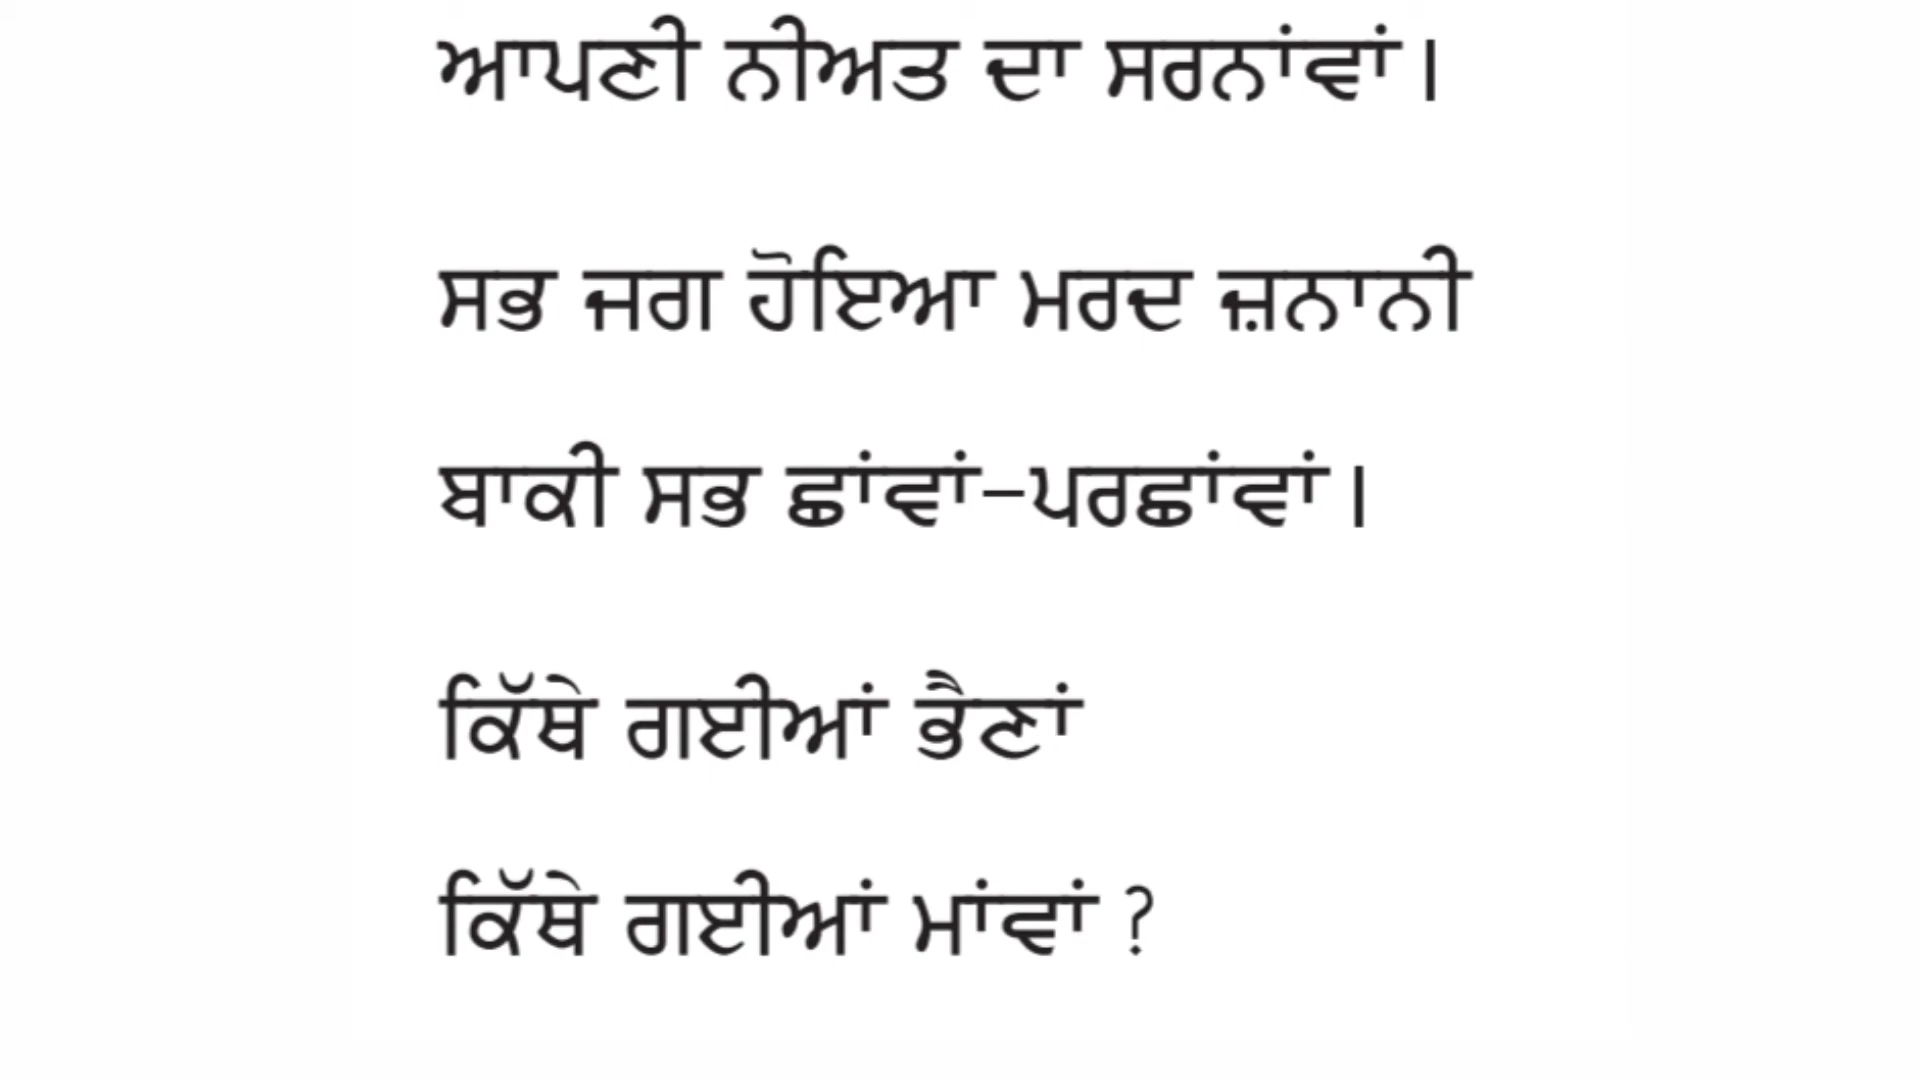 ਆਪਣੀ ਨੀਅਤ ਦਾ ਸਰਨਾਂਵਾਂ।
ਸਭ ਜਗ ਹੋਇਆ ਮਰਦ ਜ਼ਨਾਨੀ
ਬਾਕੀ ਸਭ ਛਾਂਵਾਂ-ਪਰਛਾਂਵਾਂ।
ਕਿੱਥੇ ਗਈਆਂ ਭੈਣਾਂ
ਕਿੱਥੇ ਗਈਆਂ ਮਾਂਵਾਂ ?